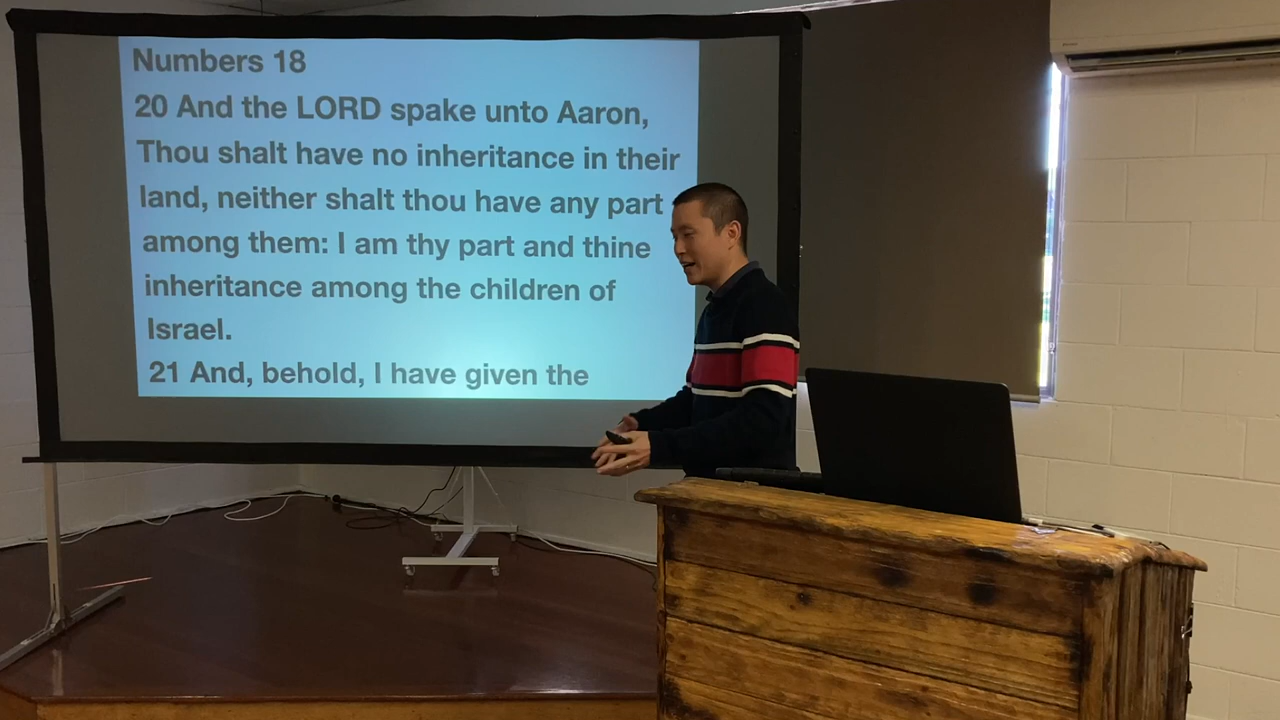 Numbers 18
20 And the LORD spake unto Aaron,
Thou shalt have no inheritance in their
land, neither shalt thou have any part
among them: I am thy part and thine
inheritance among the children of
Israel.
21 And, behold, I have given the